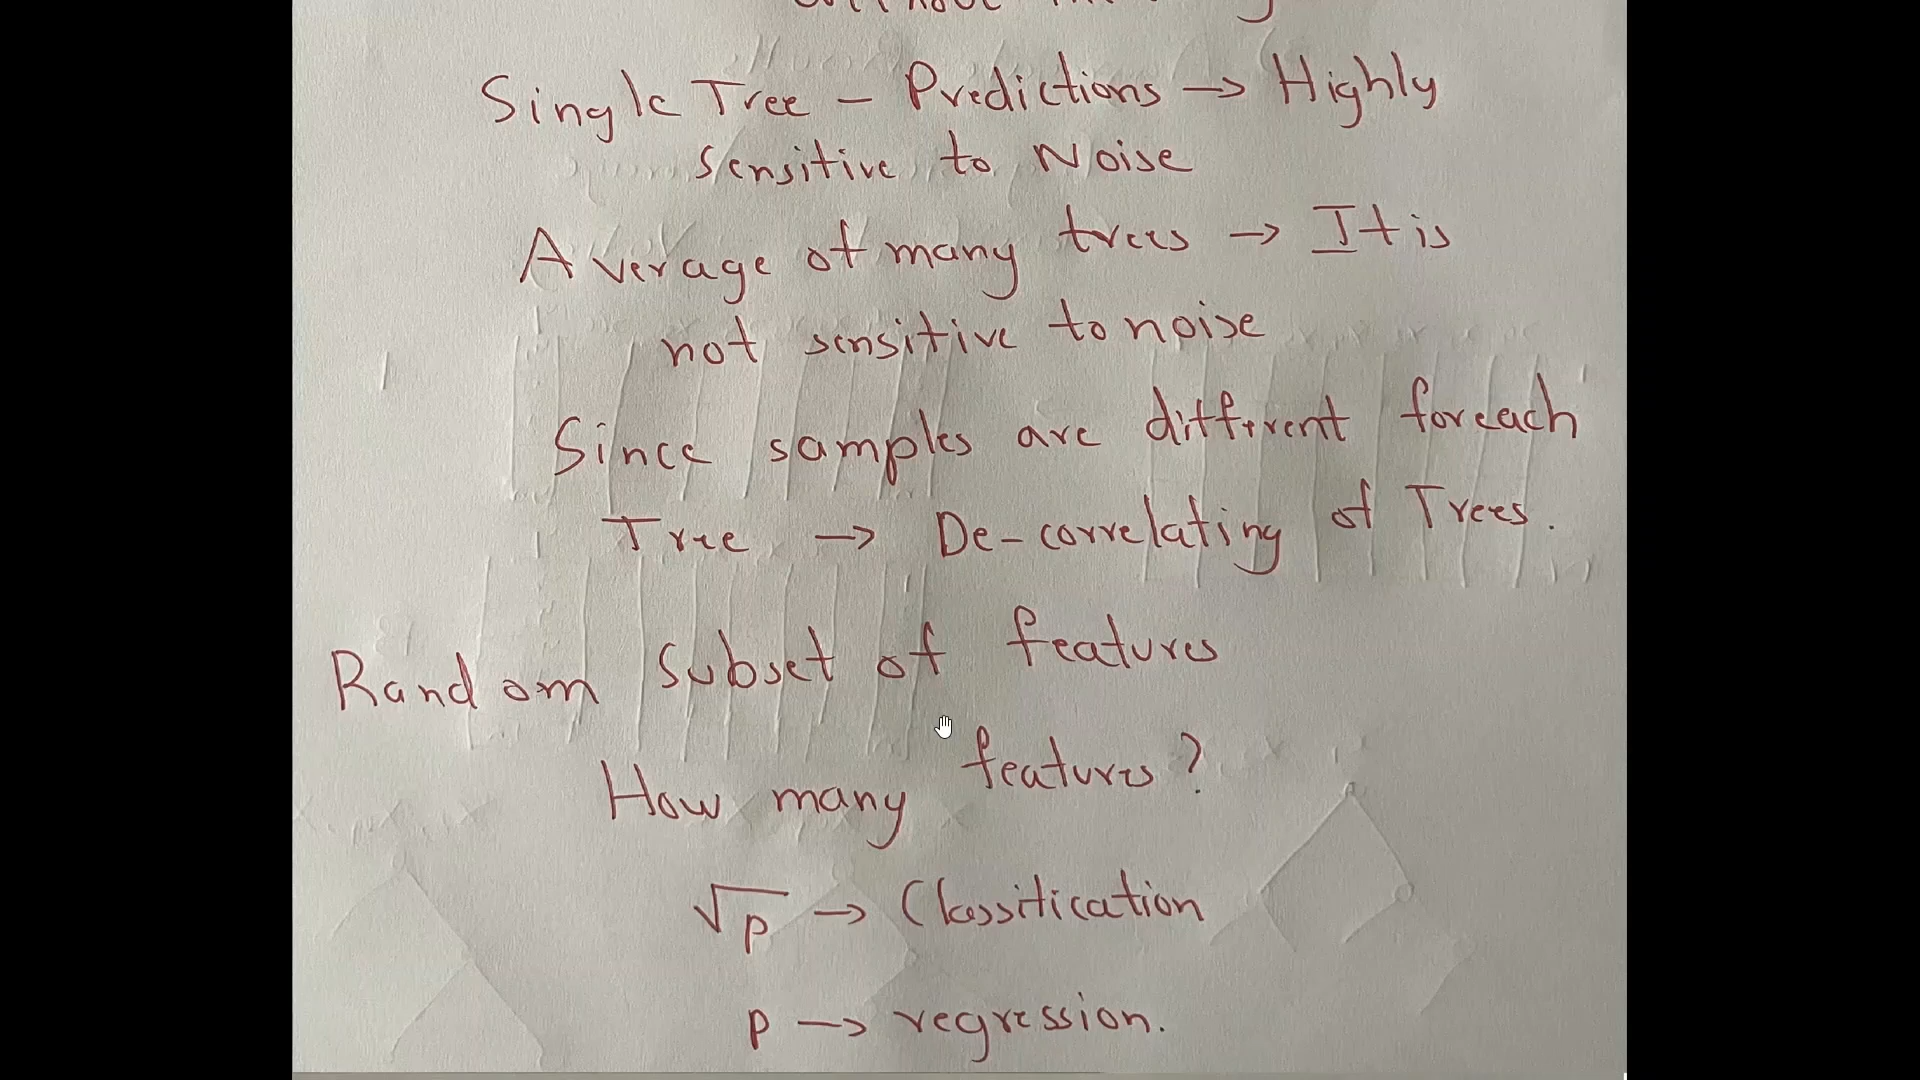 Single Tree - Predictions → Highly
sensitive to Noise
Average of many trees → It is
not sensitive to noise
Since samples are different for each
Tree → De-correlating of Trees.
Random subset of features
How many features?
√p → Classification
p → regression.